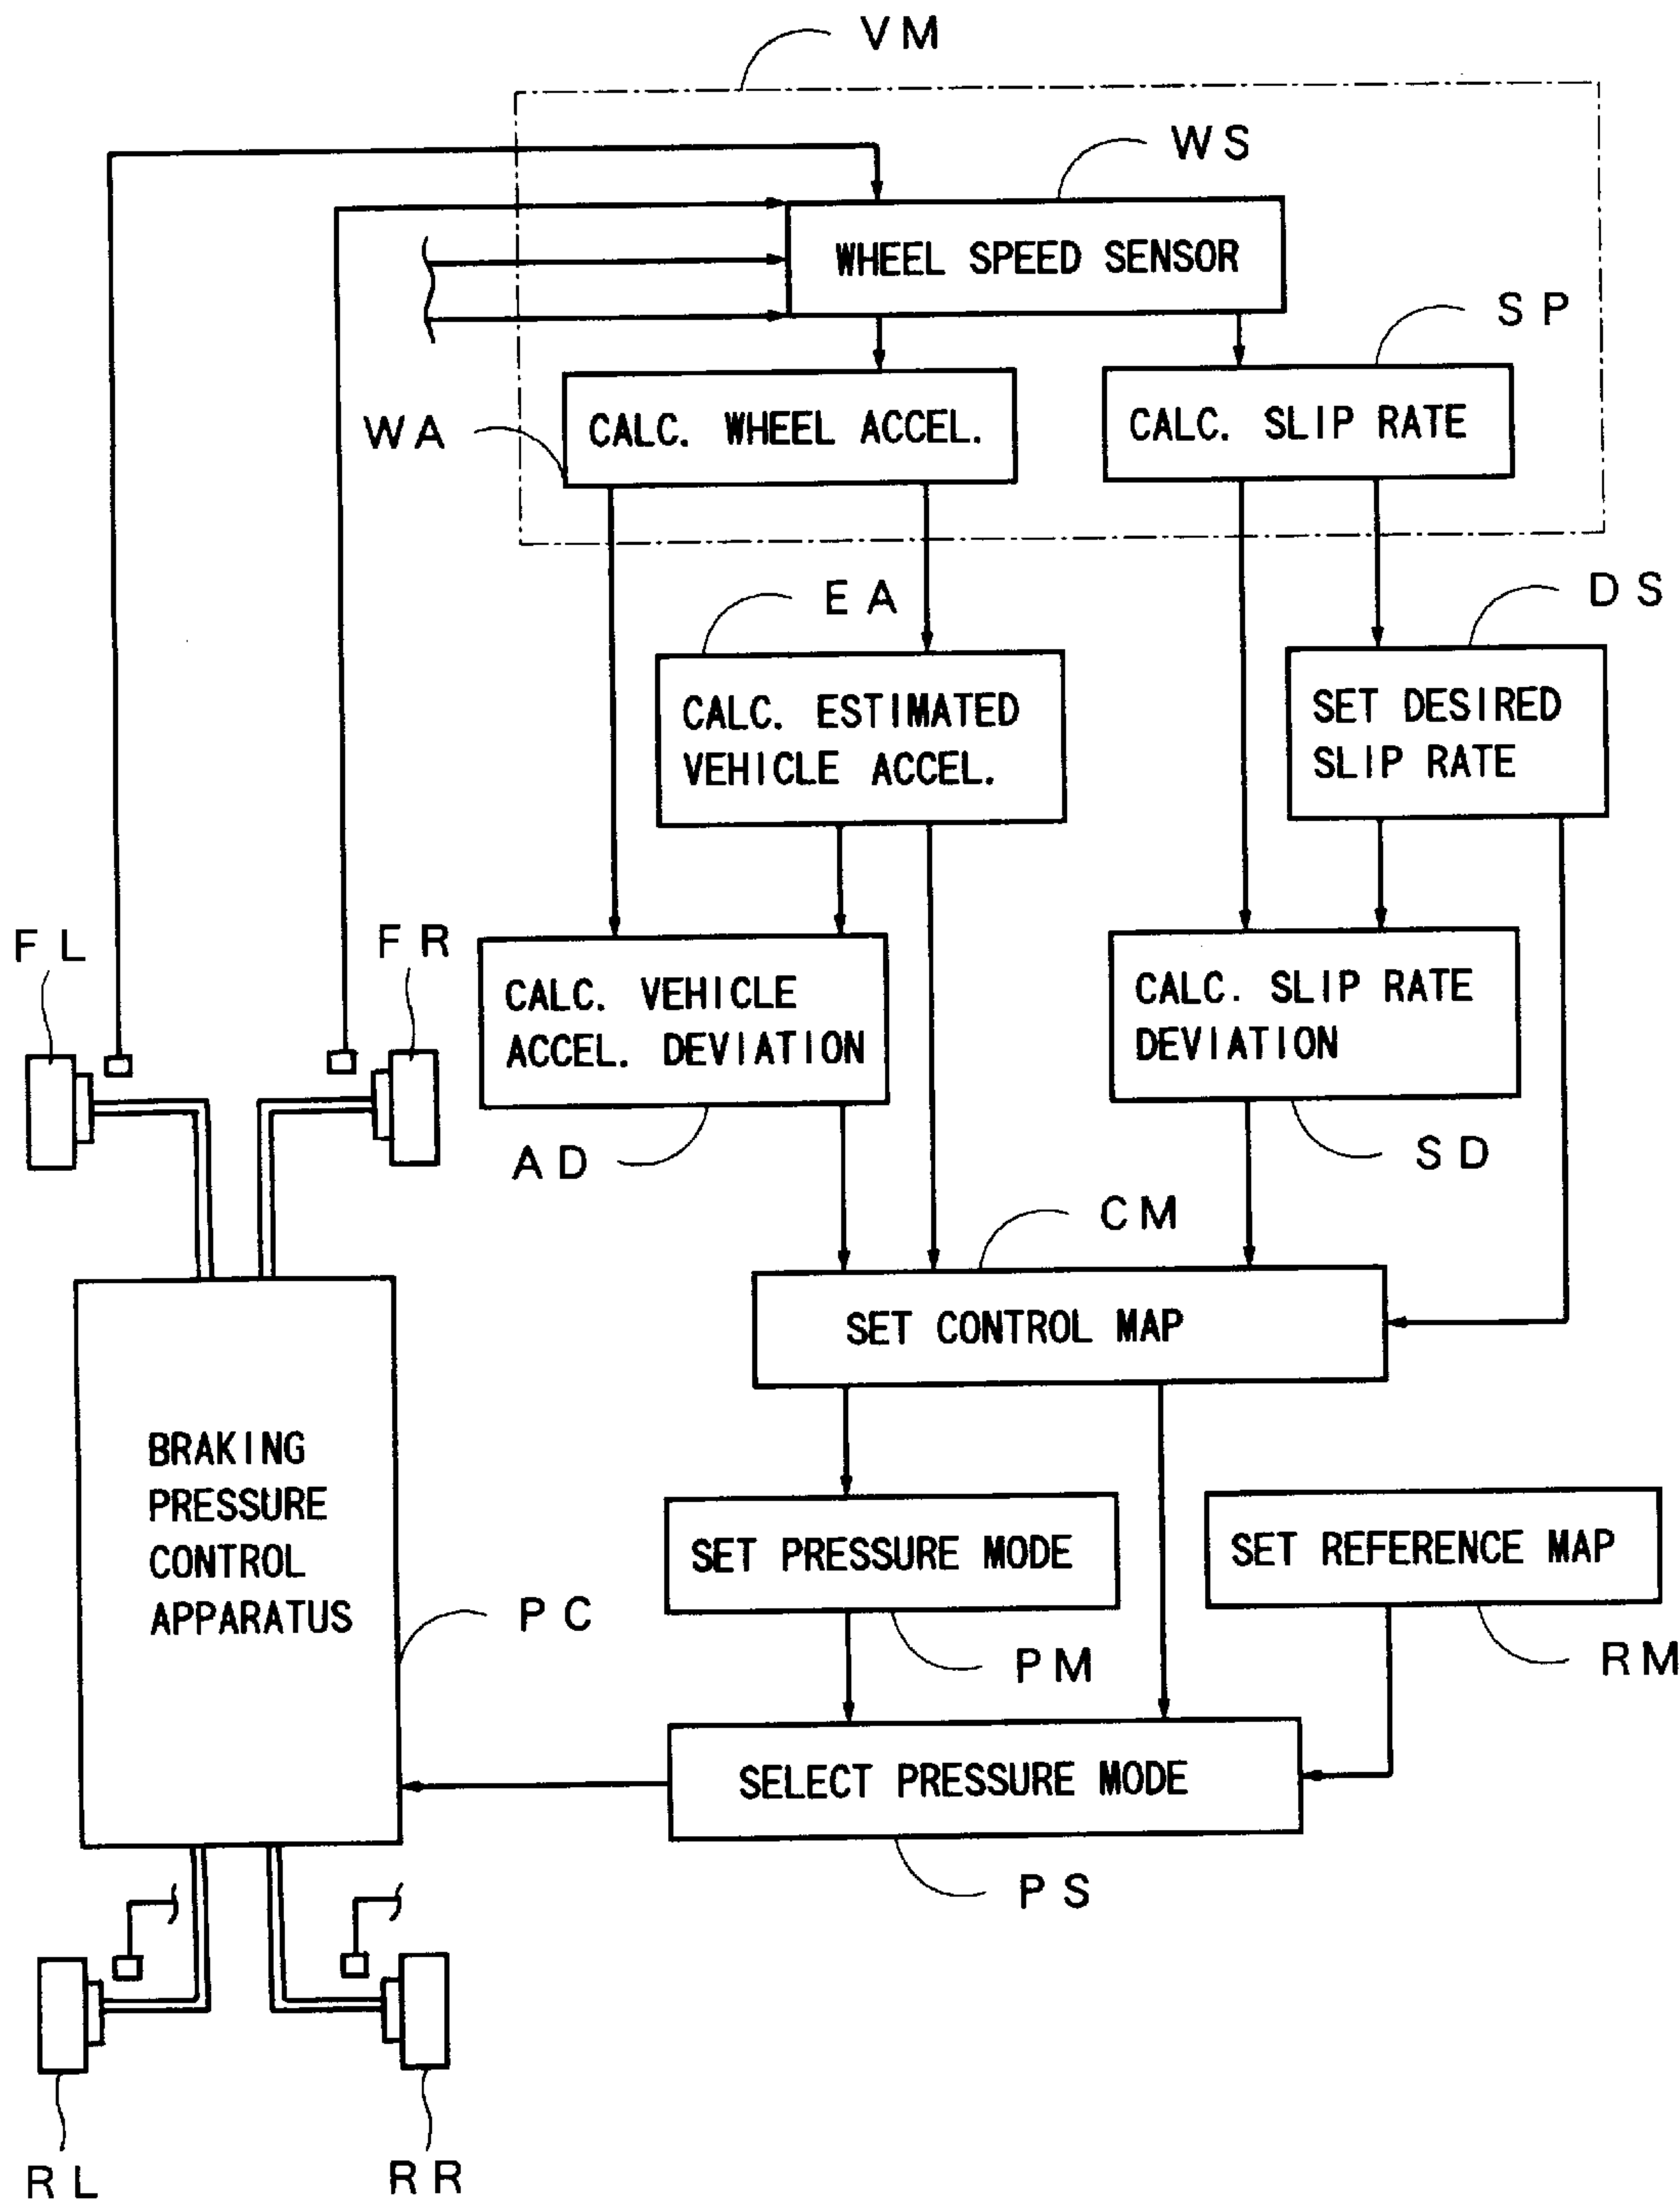 VM
WS
WHEEL SPEED SENSOR
SP
WA
CALC. WHEEL ACCEL.
CALC. SLIP RATE
EA
DS
CALC. ESTIMATED
VEHICLE ACCEL.
SET DESIRED
SLIP RATE
FL
FR
CALC. VEHICLE
ACCEL. DEVIATION
CALC. SLIP RATE
DEVIATION
AD
SD
CM
SET CONTROL MAP
BRAKING
PRESSURE
CONTROL
APPARATUS
PC
SET PRESSURE MODE
SET REFERENCE MAP
PM
RM
SELECT PRESSURE MODE
PS
RL
RR